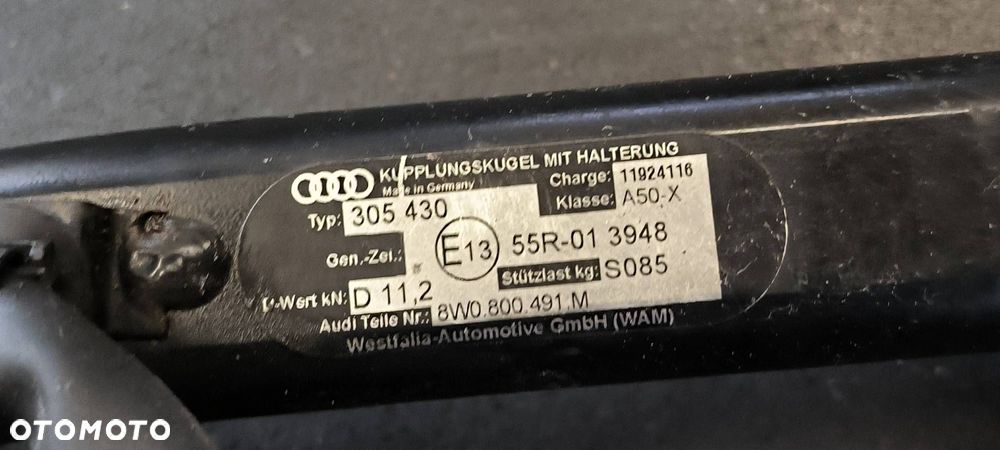 KUPPLUNGSKUGEL MIT HALTERUNG
Made in Germany
Charge: 11924116
Typ: 305 430
Klasse: A50-X
Gen.-Zei.: E13 55R-01 3948
Stützlast kg: S085
D-Wert kN: D 11,2
Audi Teile Nr.: 8W0.800.491.M
Westfalia-Automotive GmbH (WAM)
OTOMOTO